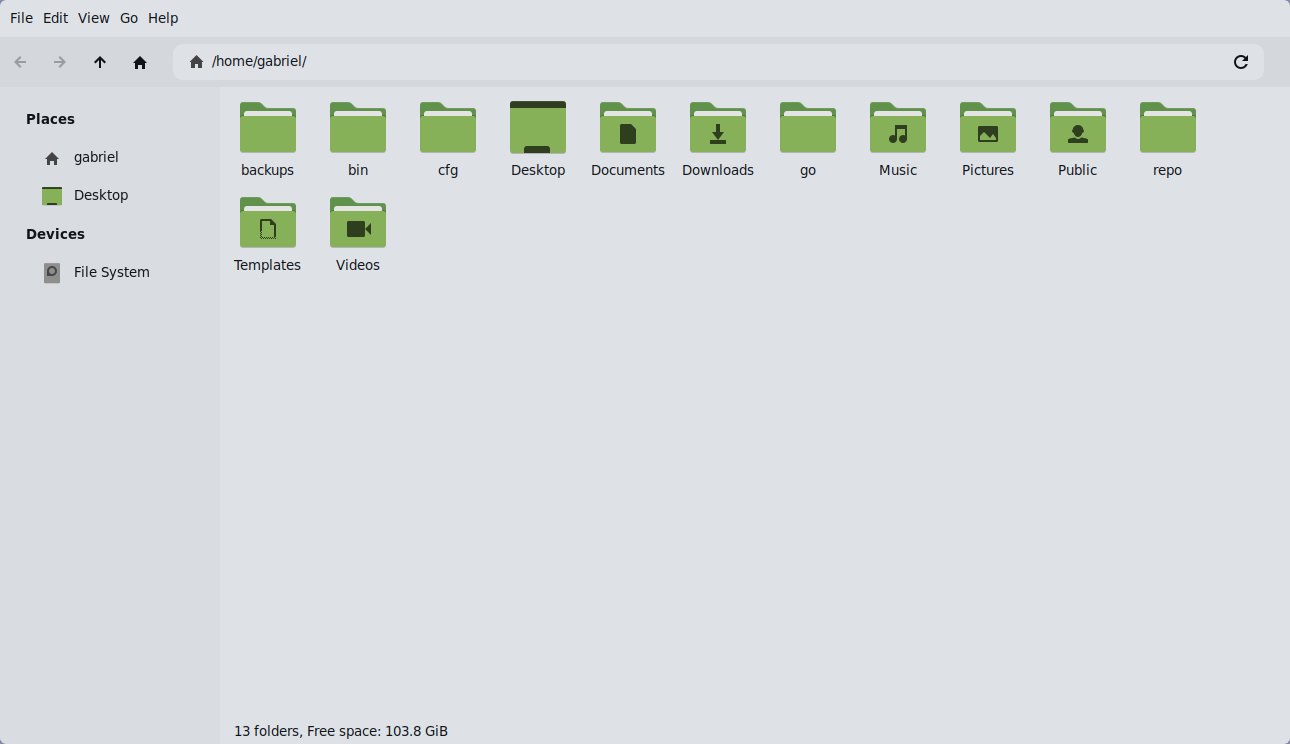 File Edit View Go Help
/home/gabriel/
Places
gabriel
Desktop
Devices
File System
backups bin cfg Desktop Documents Downloads go Music Pictures Public repo
Templates Videos
13 folders, Free space: 103.8 GiB